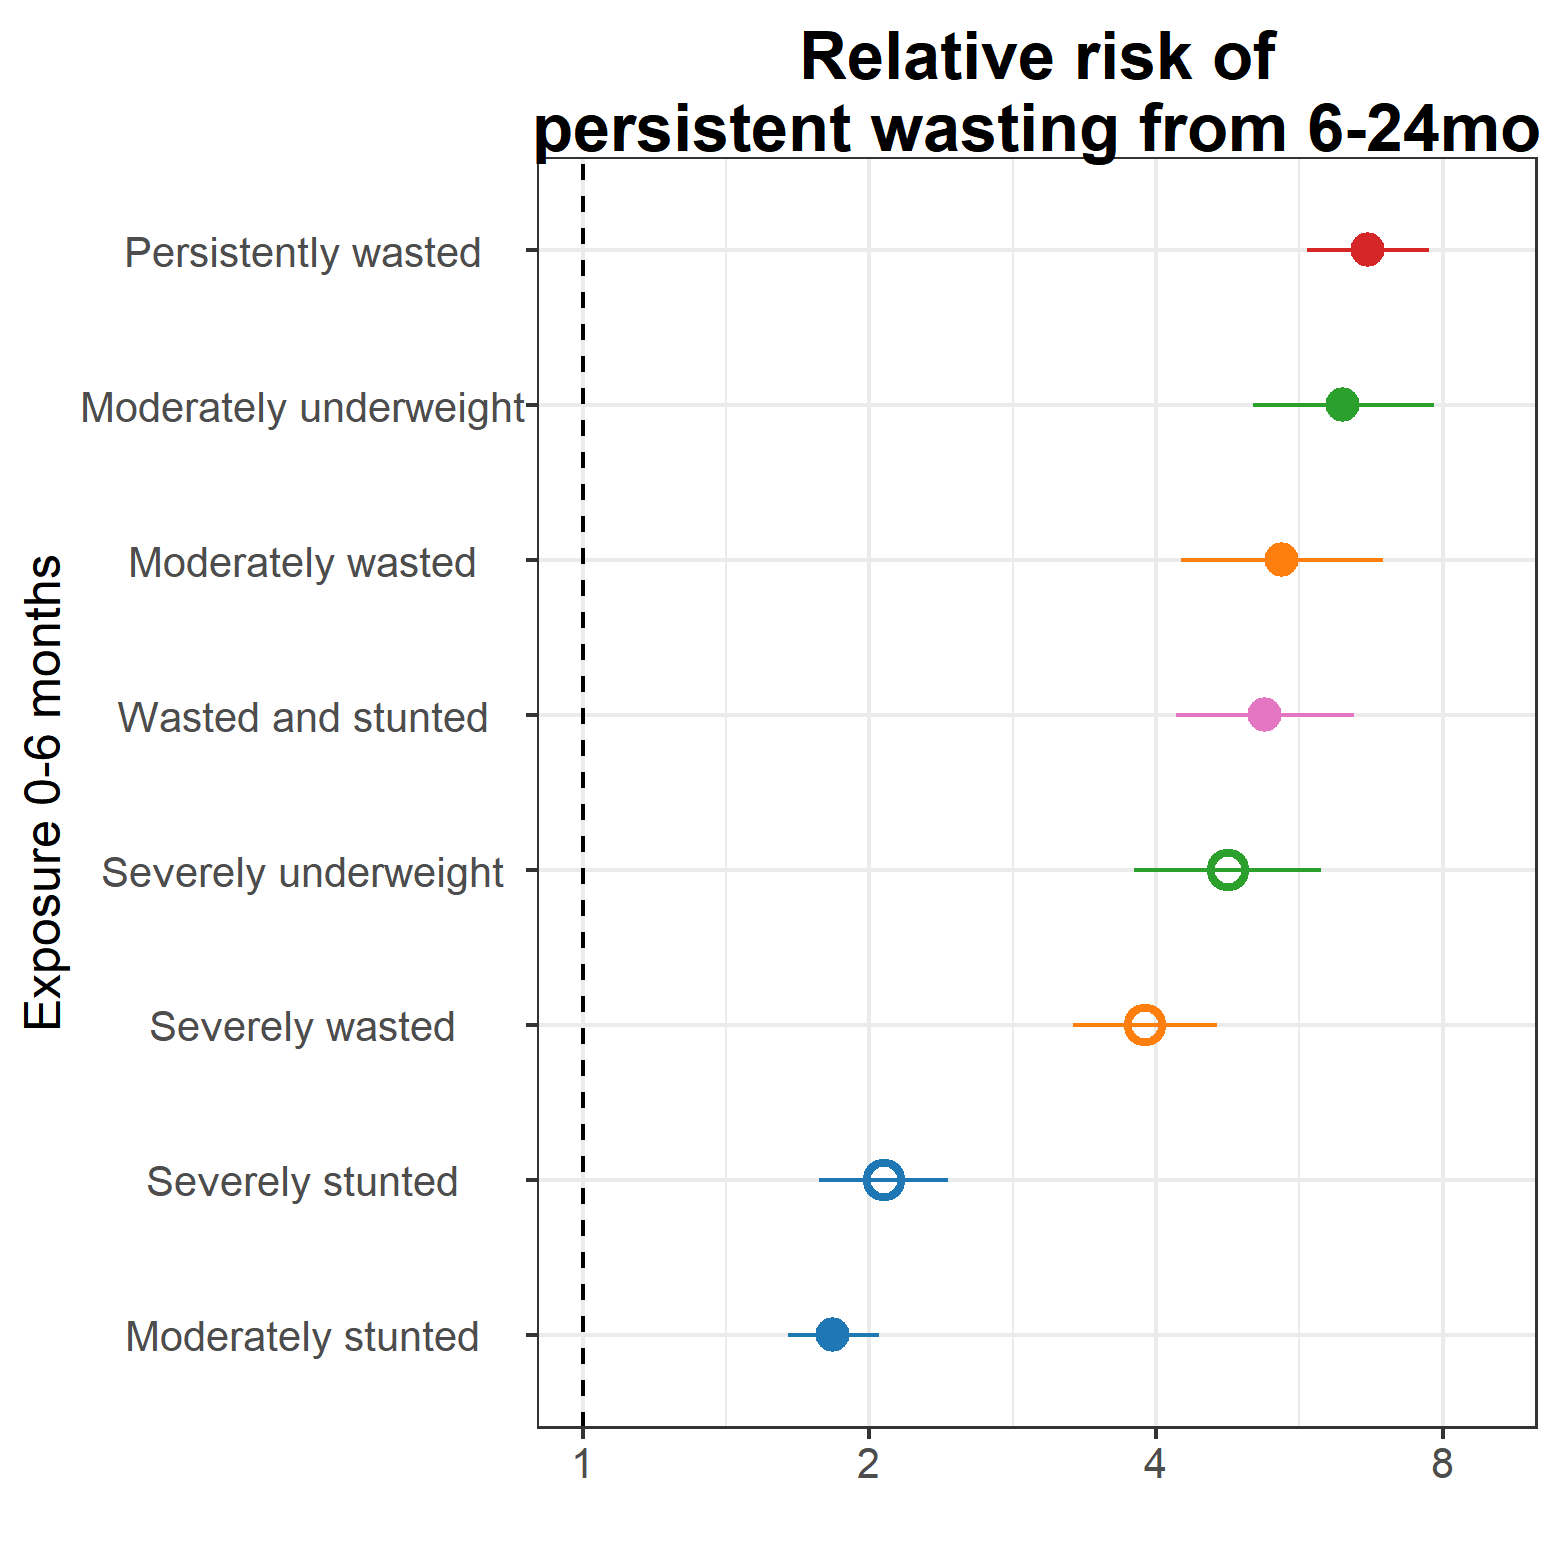 Relative risk of
persistent wasting from 6-24mo
Exposure 0-6 months
Persistently wasted
Moderately underweight
Moderately wasted
Wasted and stunted
Severely underweight
Severely wasted
Severely stunted
Moderately stunted
1 2 4 8